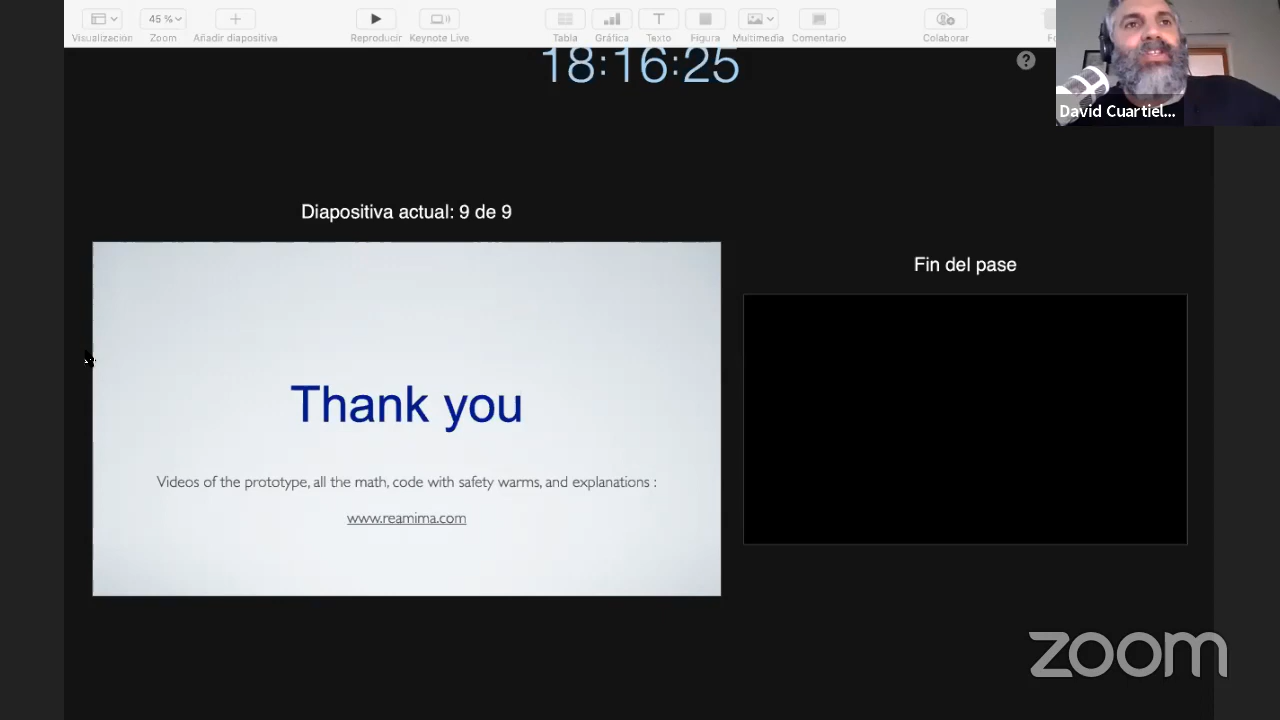 45 %
Visualización
Zoom
Añadir diapositiva
Reproducir
Keynote Live
Tabla
Gráfica
Texto
Figura
Multimedia
Comentario
Colaborar
18:16:25
David Cuartiel...
Diapositiva actual: 9 de 9
Fin del pase
Thank you
Videos of the prototype, all the math, code with safety warms, and explanations :
www.reamima.com
zoom